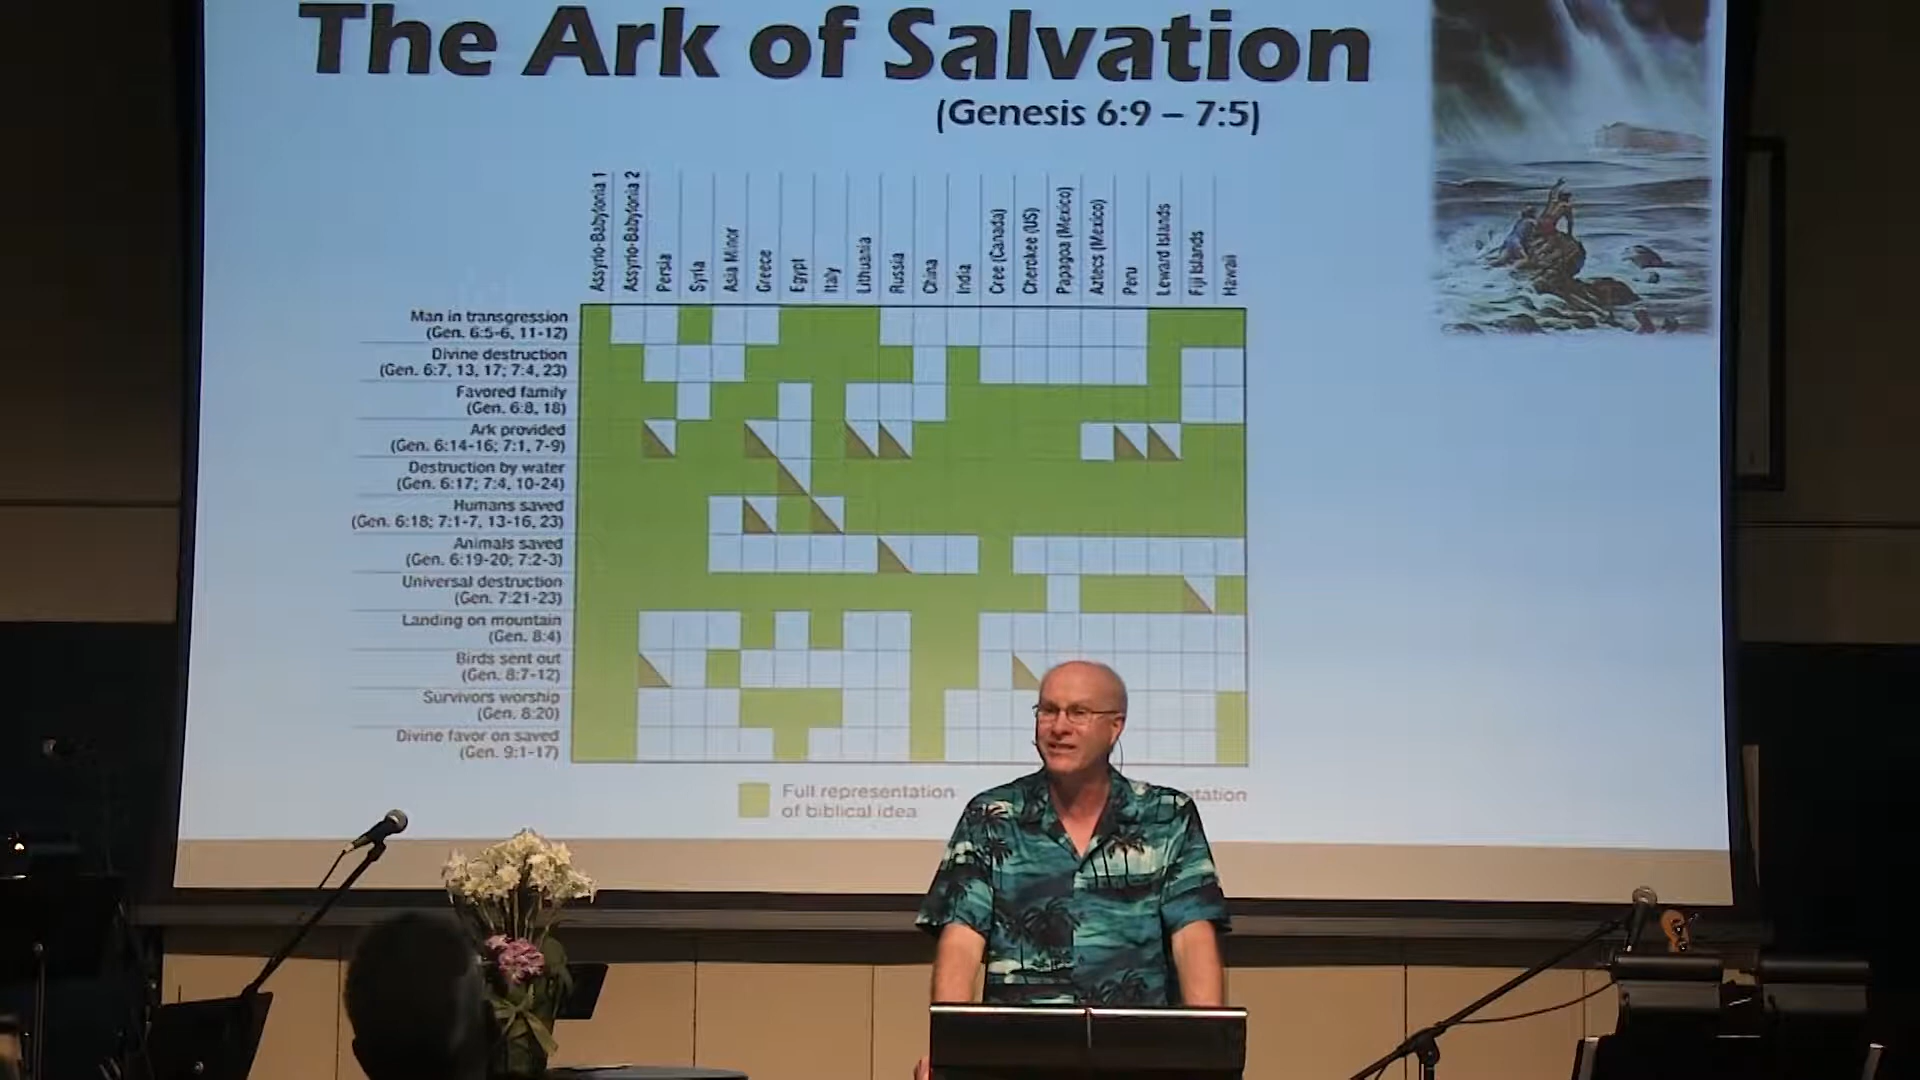 The Ark of Salvation
(Genesis 6:9 – 7:5)
Assyrio-Babylonia 1
Assyrio-Babylonia 2
Persia
Syria
Asia Minor
Greece
Egypt
Italy
Lithuania
Russia
China
India
Cree (Canada)
Cherokee (US)
Papagoa (Mexico)
Aztecs (Mexico)
Peru
Leward Islands
Fiji Islands
Hawaii
Man in transgression
(Gen. 6:5-6, 11-12)
Divine destruction
(Gen. 6:7, 13, 17; 7:4, 23)
Favored family
(Gen. 6:8, 18)
Ark provided
(Gen. 6:14-16; 7:1, 7-9)
Destruction by water
(Gen. 6:17; 7:4, 10-24)
Humans saved
(Gen. 6:18; 7:1-7, 13-16, 23)
Animals saved
(Gen. 6:19-20; 7:2-3)
Universal destruction
(Gen. 7:21-23)
Landing on mountain
(Gen. 8:4)
Birds sent out
(Gen. 8:7-12)
Survivors worship
(Gen. 8:20)
Divine favor on saved
(Gen. 9:1-17)
Full representation
of biblical idea